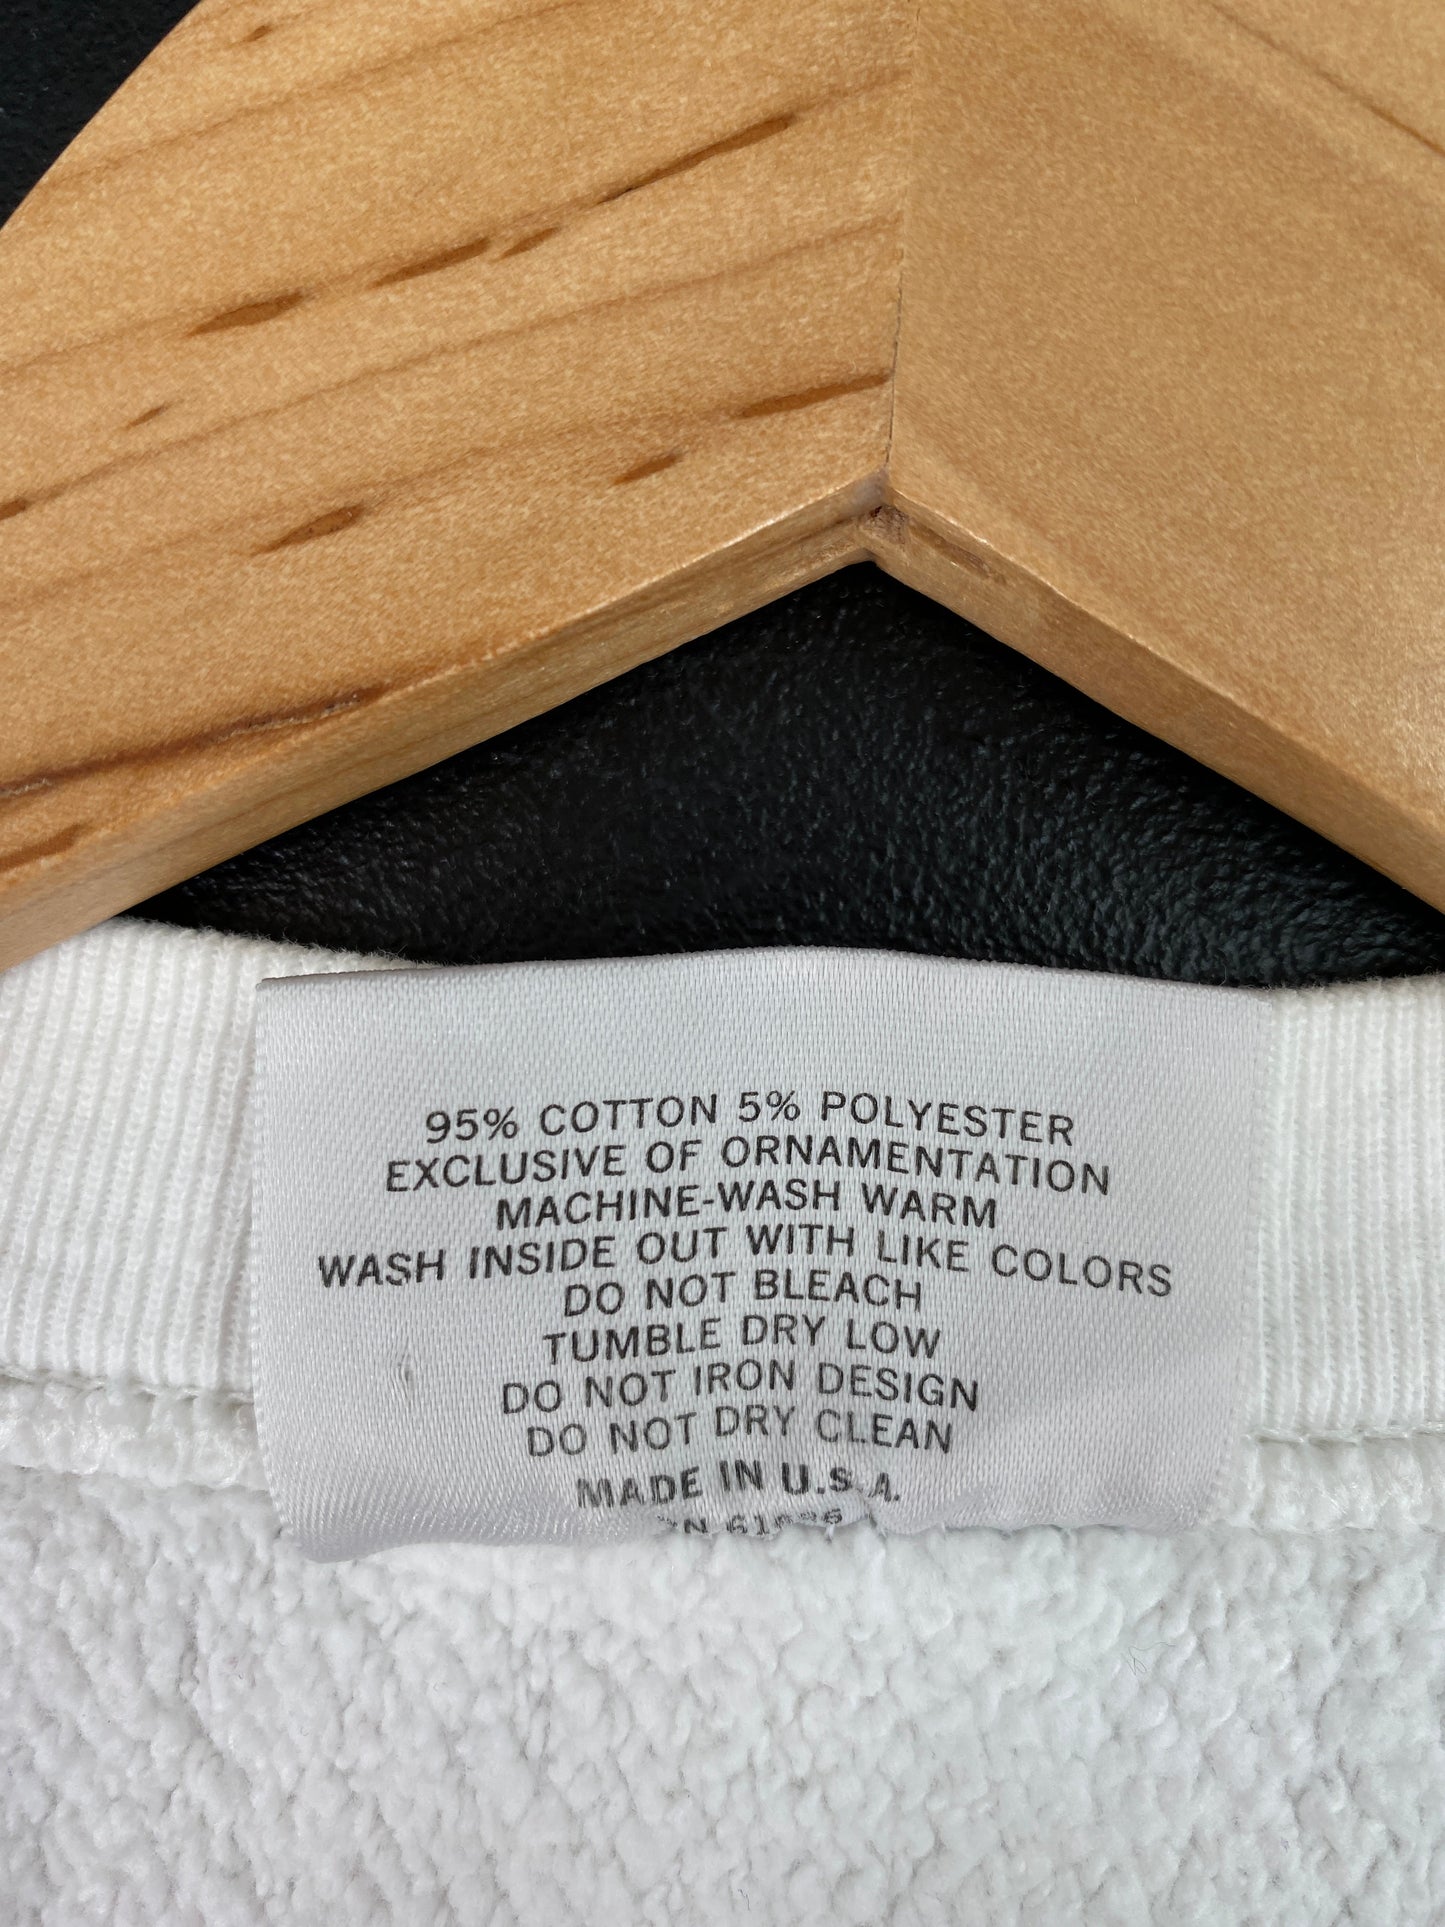 95% COTTON 5% POLYESTER
EXCLUSIVE OF ORNAMENTATION
MACHINE-WASH WARM
WASH INSIDE OUT WITH LIKE COLORS
DO NOT BLEACH
TUMBLE DRY LOW
DO NOT IRON DESIGN
DO NOT DRY CLEAN
MADE IN U.S.A.